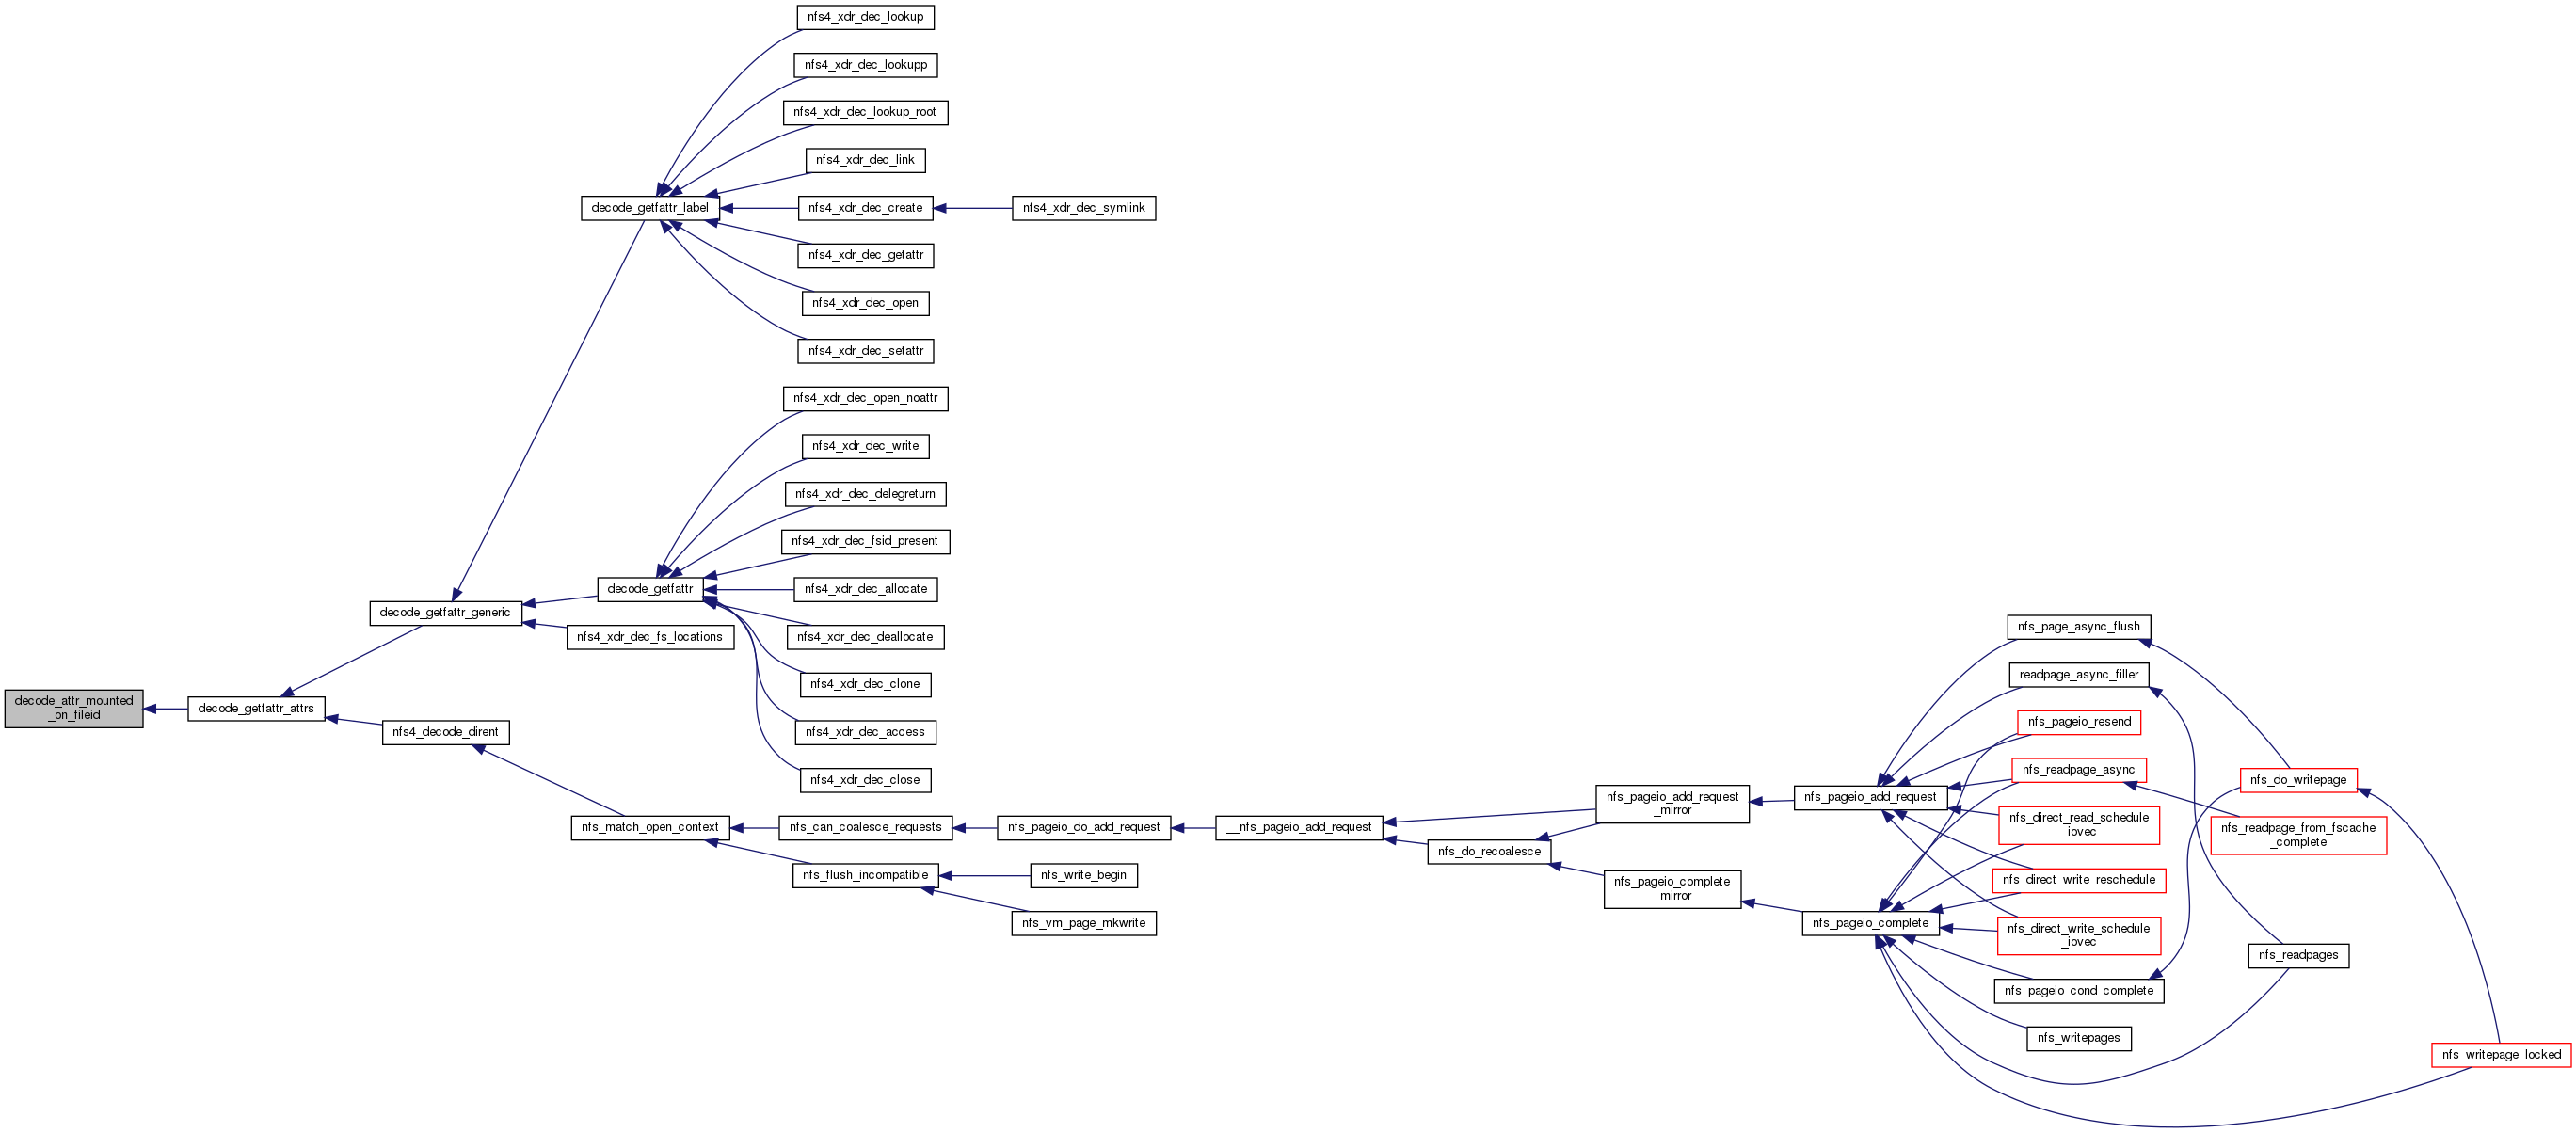 nfs4_xdr_dec_lookup
nfs4_xdr_dec_lookupp
nfs4_xdr_dec_lookup_root
nfs4_xdr_dec_link
decode_getfattr_label
nfs4_xdr_dec_create
nfs4_xdr_dec_symlink
nfs4_xdr_dec_getattr
nfs4_xdr_dec_open
nfs4_xdr_dec_setattr
nfs4_xdr_dec_open_noattr
nfs4_xdr_dec_write
nfs4_xdr_dec_delegreturn
nfs4_xdr_dec_fsid_present
decode_getfattr
nfs4_xdr_dec_allocate
decode_getfattr_generic
nfs4_xdr_dec_fs_locations
nfs4_xdr_dec_deallocate
nfs4_xdr_dec_clone
nfs4_xdr_dec_access
nfs4_xdr_dec_close
decode_attr_mounted
_on_fileid
decode_getfattr_attrs
nfs4_decode_dirent
nfs_match_open_context
nfs_can_coalesce_requests
nfs_pageio_do_add_request
__nfs_pageio_add_request
nfs_flush_incompatible
nfs_write_begin
nfs_vm_page_mkwrite
nfs_do_recoalesce
nfs_pageio_add_request
_mirror
nfs_pageio_complete
_mirror
nfs_pageio_add_request
nfs_pageio_complete
nfs_page_async_flush
readpage_async_filler
nfs_pageio_resend
nfs_readpage_async
nfs_direct_read_schedule
_iovec
nfs_direct_write_reschedule
nfs_direct_write_schedule
_iovec
nfs_pageio_cond_complete
nfs_writepages
nfs_do_writepage
nfs_readpage_from_fscache
_complete
nfs_readpages
nfs_writepage_locked